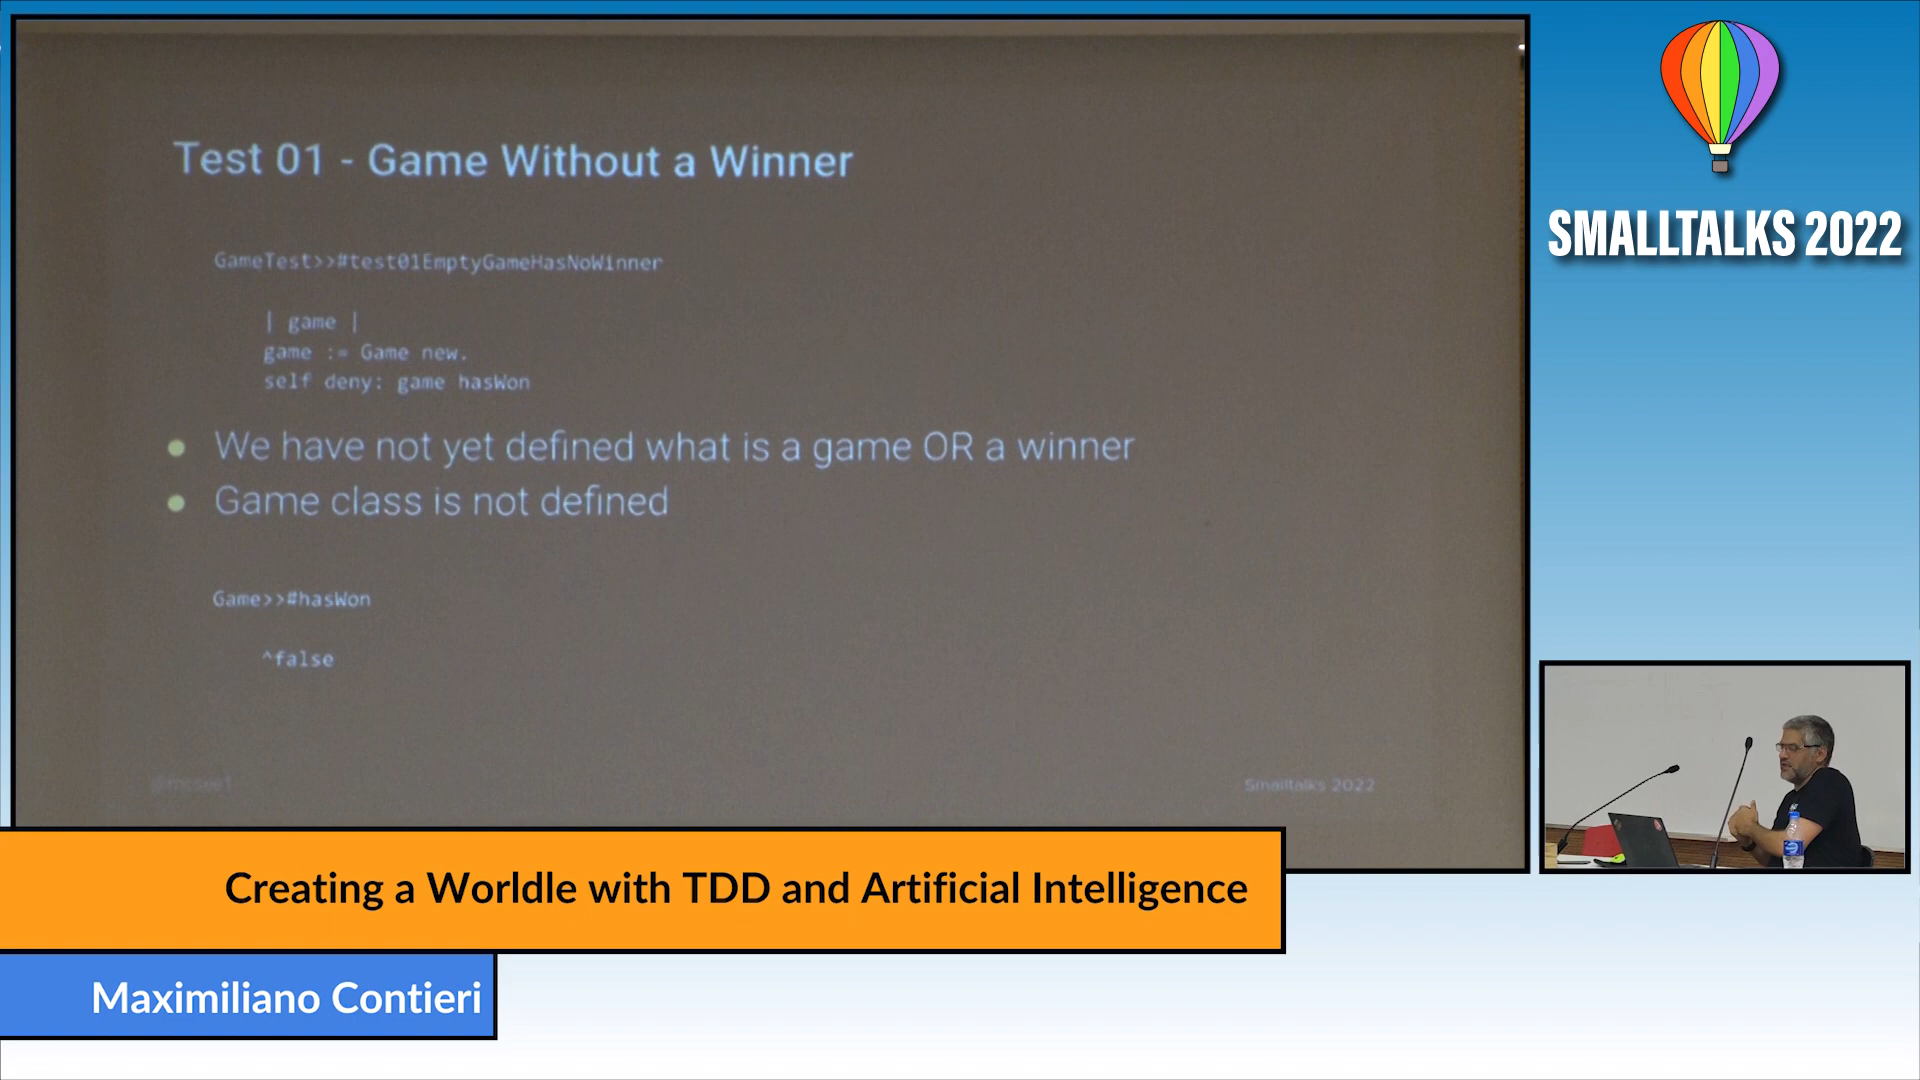 Test 01 - Game Without a Winner
GameTest>>#test01EmptyGameHasNoWinner
| game |
game := Game new.
self deny: game hasWon
● We have not yet defined what is a game OR a winner
● Game class is not defined
Game>>#hasWon
^false
@mcsee1
Smalltalks 2022
SMALLTALKS 2022
Creating a Worldle with TDD and Artificial Intelligence
Maximiliano Contieri